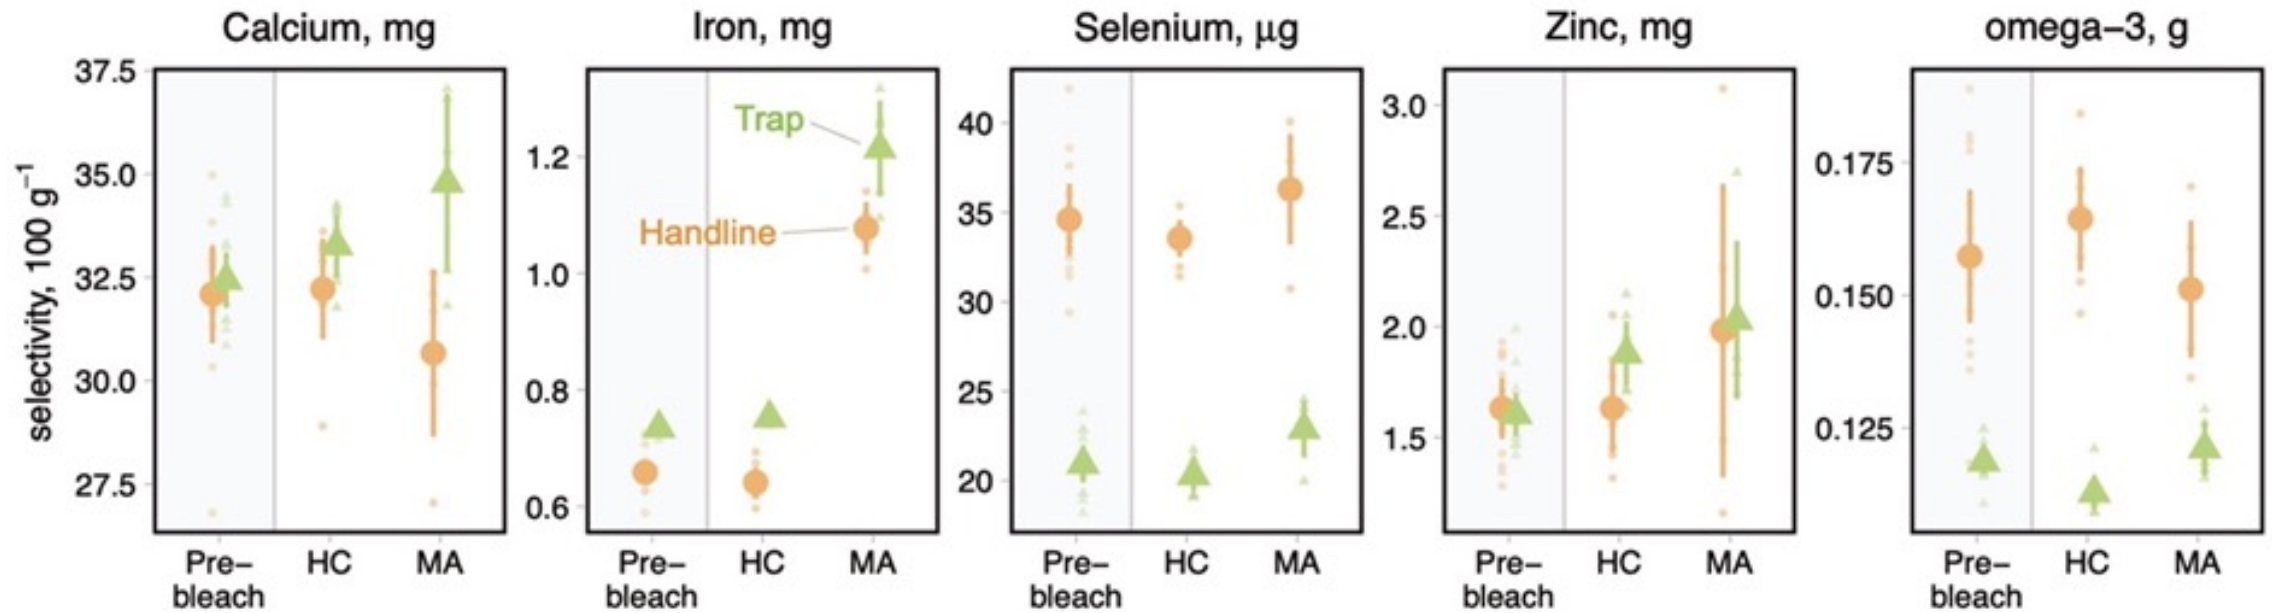 Calcium, mg
Iron, mg
Selenium, μg
Zinc, mg
omega−3, g
selectivity, 100 g⁻¹
37.5
35.0
32.5
30.0
27.5
Pre−
bleach
HC
MA
1.2
1.0
0.8
0.6
Trap
Handline
Pre−
bleach
HC
MA
40
35
30
25
20
Pre−
bleach
HC
MA
3.0
2.5
2.0
1.5
Pre−
bleach
HC
MA
0.175
0.150
0.125
Pre−
bleach
HC
MA